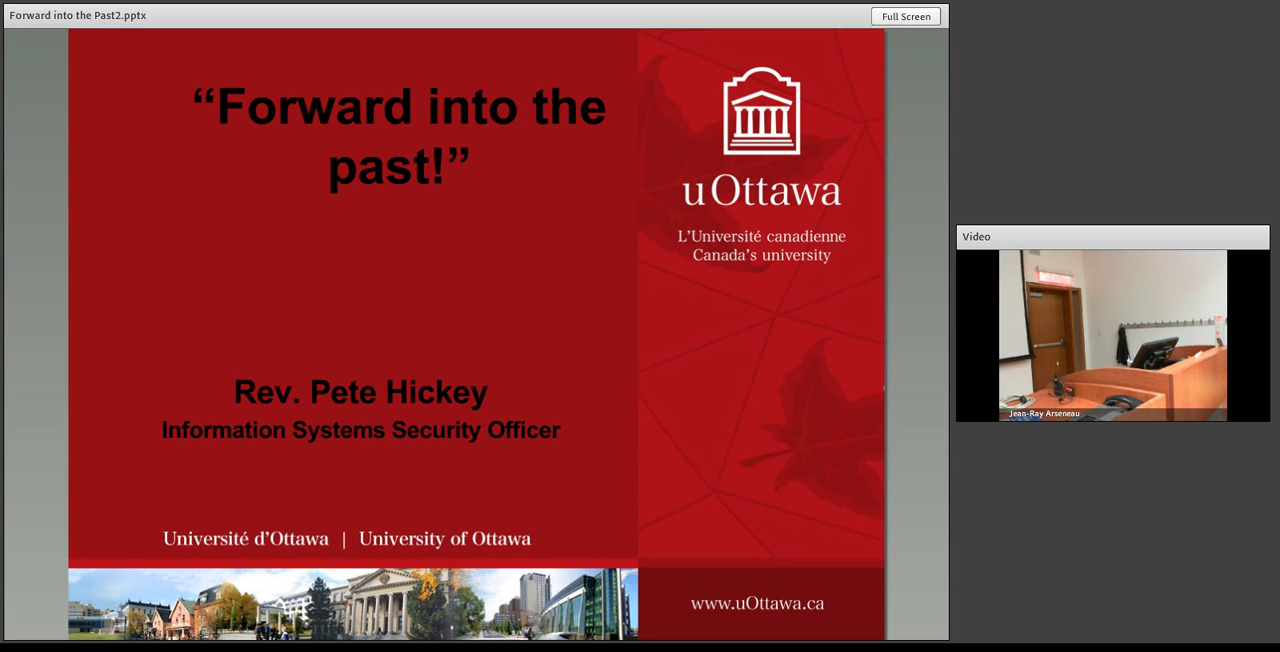 Forward into the Past2.pptx
Full Screen
“Forward into the
past!”
uOttawa
L’Université canadienne
Canada’s university
Rev. Pete Hickey
Information Systems Security Officer
Université d’Ottawa | University of Ottawa
www.uOttawa.ca
Video
Jean-Ray Arseneau